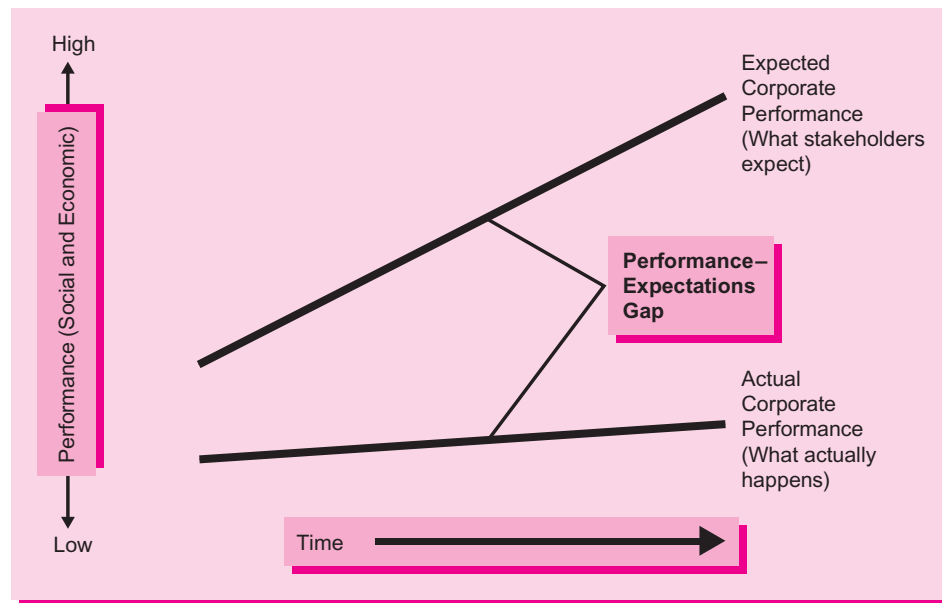 High
Performance (Social and Economic)
Low
Expected
Corporate
Performance
(What stakeholders
expect)
Performance–
Expectations
Gap
Actual
Corporate
Performance
(What actually
happens)
Time